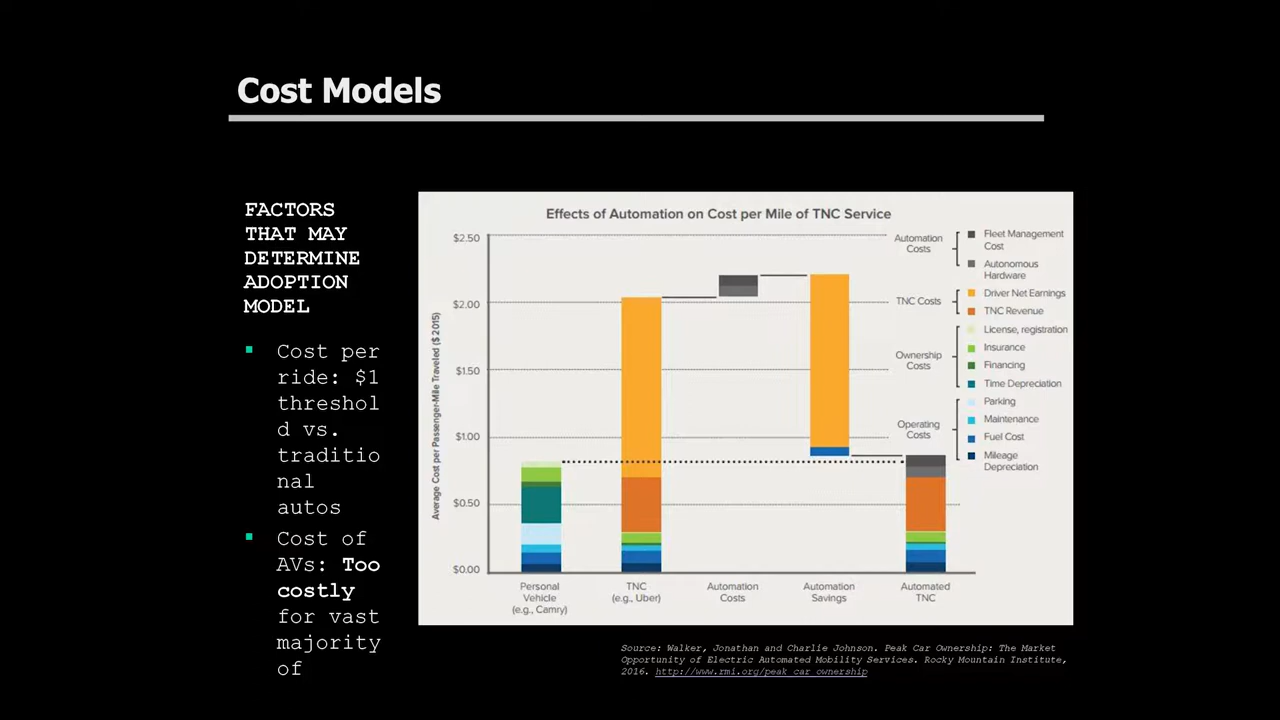 Cost Models
FACTORS
THAT MAY
DETERMINE
ADOPTION
MODEL
Cost per
ride: $1
threshol
d vs.
traditio
nal
autos
Cost of
AVs: Too
costly
for vast
majority
of
Effects of Automation on Cost per Mile of TNC Service
Average Cost per Passenger-Mile Traveled ($ 2015)
$2.50
$2.00
$1.50
$1.00
$0.50
$0.00
Personal
Vehicle
(e.g., Camry)
TNC
(e.g., Uber)
Automation
Costs
Automation
Savings
Automated
TNC
Automation
Costs
Fleet Management
Cost
Autonomous
Hardware
TNC Costs
Driver Net Earnings
TNC Revenue
Ownership
Costs
License, registration
Insurance
Financing
Time Depreciation
Operating
Costs
Parking
Maintenance
Fuel Cost
Mileage
Depreciation
Source: Walker, Jonathan and Charlie Johnson. Peak Car Ownership: The Market
Opportunity of Electric Automated Mobility Services. Rocky Mountain Institute,
2016. http://www.rmi.org/peak_car_ownership